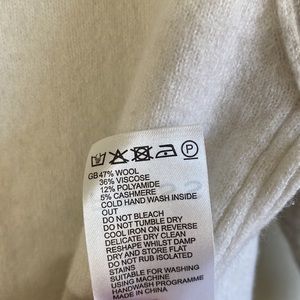 P
GB 47% WOOL
36% VISCOSE
12% POLYAMIDE
5% CASHMERE
COLD HAND WASH INSIDE
OUT
DO NOT BLEACH
DO NOT TUMBLE DRY
COOL IRON ON REVERSE
DELICATE DRY CLEAN
RESHAPE WHILST DAMP
DRY AND STORE FLAT
DO NOT RUB ISOLATED
STAINS
SUITABLE FOR WASHING
USING MACHINE
HANDWASH PROGRAMME
MADE IN CHINA